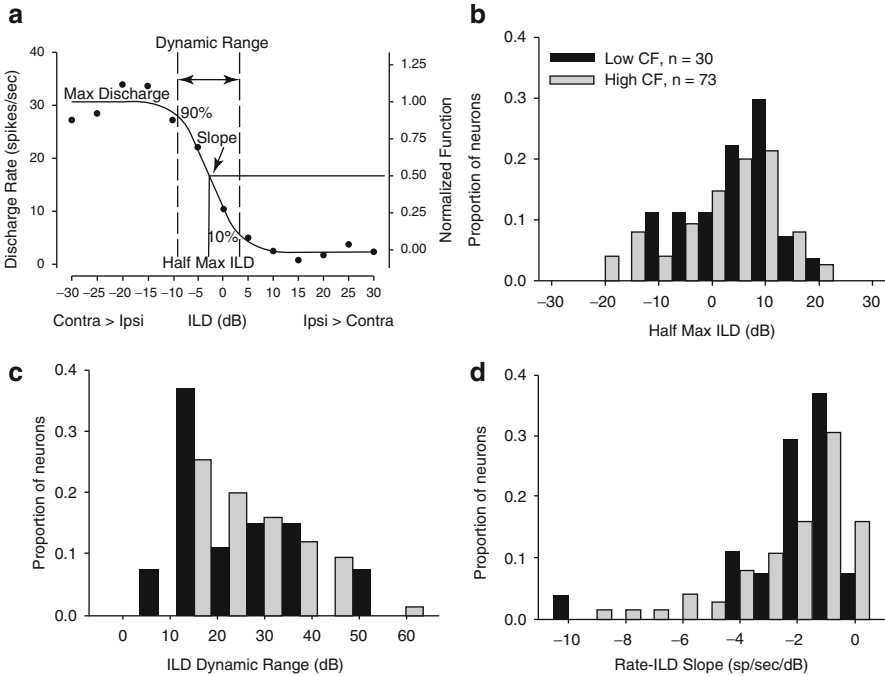 a
Dynamic Range
40
30
20
10
0
Discharge Rate (spikes/sec)
Max Discharge
90%
Slope
10%
Half Max ILD
1.25
1.00
0.75
0.50
0.25
0.00
Normalized Function
−30 −25 −20 −15 −10 −5 0 5 10 15 20 25 30
Contra > Ipsi ILD (dB) Ipsi > Contra
b
Low CF, n = 30
High CF, n = 73
0.4
0.3
0.2
0.1
0.0
Proportion of neurons
−30 −20 −10 0 10 20 30
Half Max ILD (dB)
c
0.4
0.3
0.2
0.1
0.0
Proportion of neurons
0 10 20 30 40 50 60
ILD Dynamic Range (dB)
d
0.4
0.3
0.2
0.1
0.0
Proportion of neurons
−10 −8 −6 −4 −2 0
Rate-ILD Slope (sp/sec/dB)